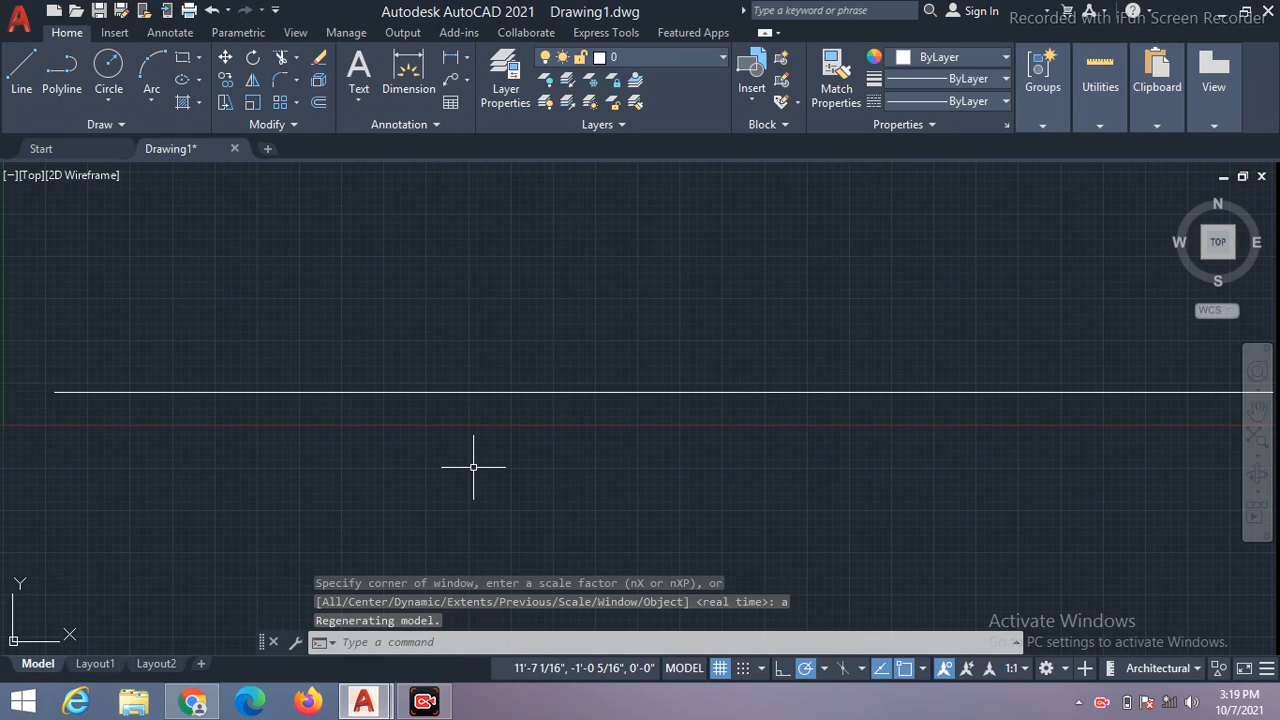 Autodesk AutoCAD 2021 Drawing1.dwg
Type a keyword or phrase
Sign In
Recorded with iFun Screen Recorder
Home Insert Annotate Parametric View Manage Output Add-ins Collaborate Express Tools Featured Apps
0
ByLayer
ByLayer
ByLayer
Line Polyline Circle Arc Text Dimension Layer Properties Insert Match Properties Groups Utilities Clipboard View
Draw Modify Annotation Layers Block Properties
Start Drawing1*
[−][Top][2D Wireframe]
N
W TOP E
S
WCS
Y
X
Specify corner of window, enter a scale factor (nX or nXP), or
[All/Center/Dynamic/Extents/Previous/Scale/Window/Object] <real time>: a
Regenerating model.
Type a command
Activate Windows
Go to PC settings to activate Windows.
Model Layout1 Layout2
11'-7 1/16", -1'-0 5/16", 0'-0" MODEL 1:1 Architectural
3:19 PM
10/7/2021